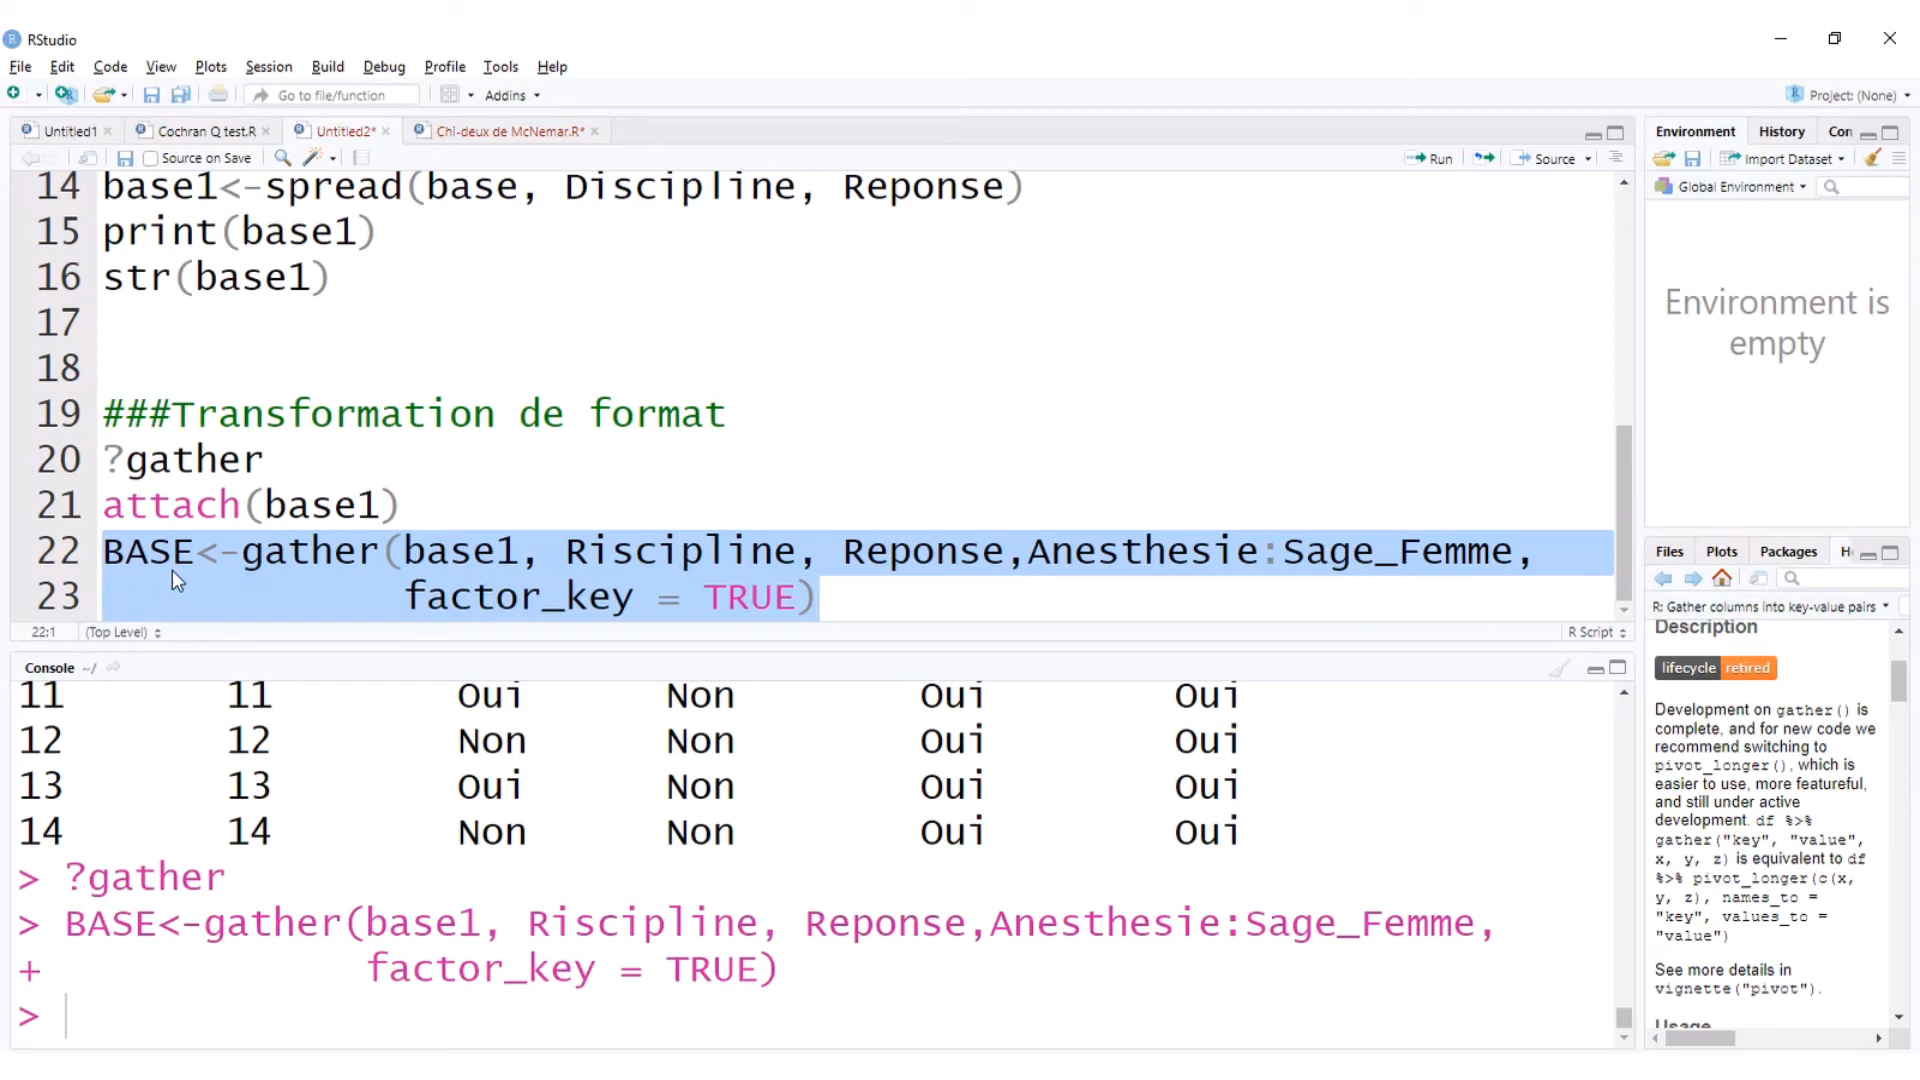 RStudio
File Edit Code View Plots Session Build Debug Profile Tools Help
Go to file/function Addins Project: (None)
Untitled1 Cochran Q test.R Untitled2* Chi-deux de McNemar.R*
Source on Save Run Source
14 base1<-spread(base, Discipline, Reponse)
15 print(base1)
16 str(base1)
17
18
19 ###Transformation de format
20 ?gather
21 attach(base1)
22 BASE<-gather(base1, Riscipline, Reponse,Anesthesie:Sage_Femme,
23 factor_key = TRUE)
22:1 (Top Level) R Script
Console ~/
11 11 Oui Non Oui Oui
12 12 Non Non Oui Oui
13 13 Oui Non Oui Oui
14 14 Non Non Oui Oui
> ?gather
> BASE<-gather(base1, Riscipline, Reponse,Anesthesie:Sage_Femme,
+ factor_key = TRUE)
>
Environment History Con
Import Dataset
Global Environment
Environment is
empty
Files Plots Packages
R: Gather columns into key-value pairs
Description
lifecycle retired
Development on gather() is
complete, and for new code we
recommend switching to
pivot_longer(), which is
easier to use, more featureful,
and still under active
development. df %>%
gather("key", "value",
x, y, z) is equivalent to df
%>% pivot_longer(c(x,
y, z), names_to =
"key", values_to =
"value")
See more details in
vignette("pivot").
Usage